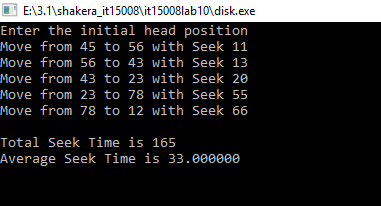 E:\3.1\shakera_it15008\it15008lab10\disk.exe
Enter the initial head position
Move from 45 to 56 with Seek 11
Move from 56 to 43 with Seek 13
Move from 43 to 23 with Seek 20
Move from 23 to 78 with Seek 55
Move from 78 to 12 with Seek 66
Total Seek Time is 165
Average Seek Time is 33.000000